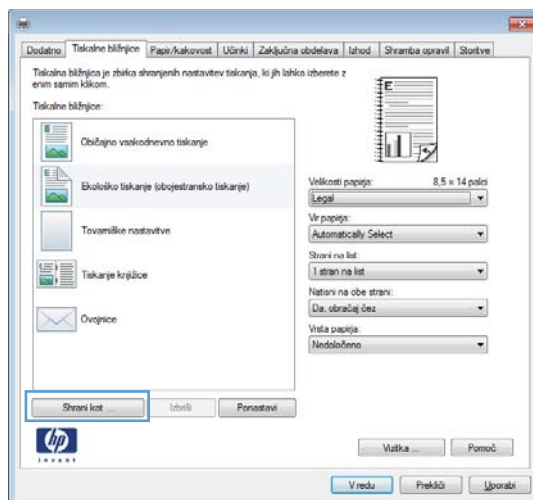 Dodatno Tiskalne bližnjice Papir/kakovost Učinki Zaključna obdelava Izhod Shramba opravil Storitve
Tiskalna bližnjica je zbirka shranjenih nastavitev tiskanja, ki jih lahko izberete z
enim samim klikom.
Tiskalne bližnjice:
Običajno vsakodnevno tiskanje
Ekološko tiskanje (obojestransko tiskanje)
Tovarniške nastavitve
Tiskanje knjižice
Ovojnice
E
Velikosti papirja: 8,5 × 14 palci
Legal
Vir papirja:
Automatically Select
Strani na list:
1 stran na list
Natisni na obe strani:
Da, obračaj čez
Vrsta papirja:
Nedoločeno
Shrani kot ... Izbriši Ponastavi
hp
invent
Vizitka ... Pomoč
V redu Prekliči Uporabi